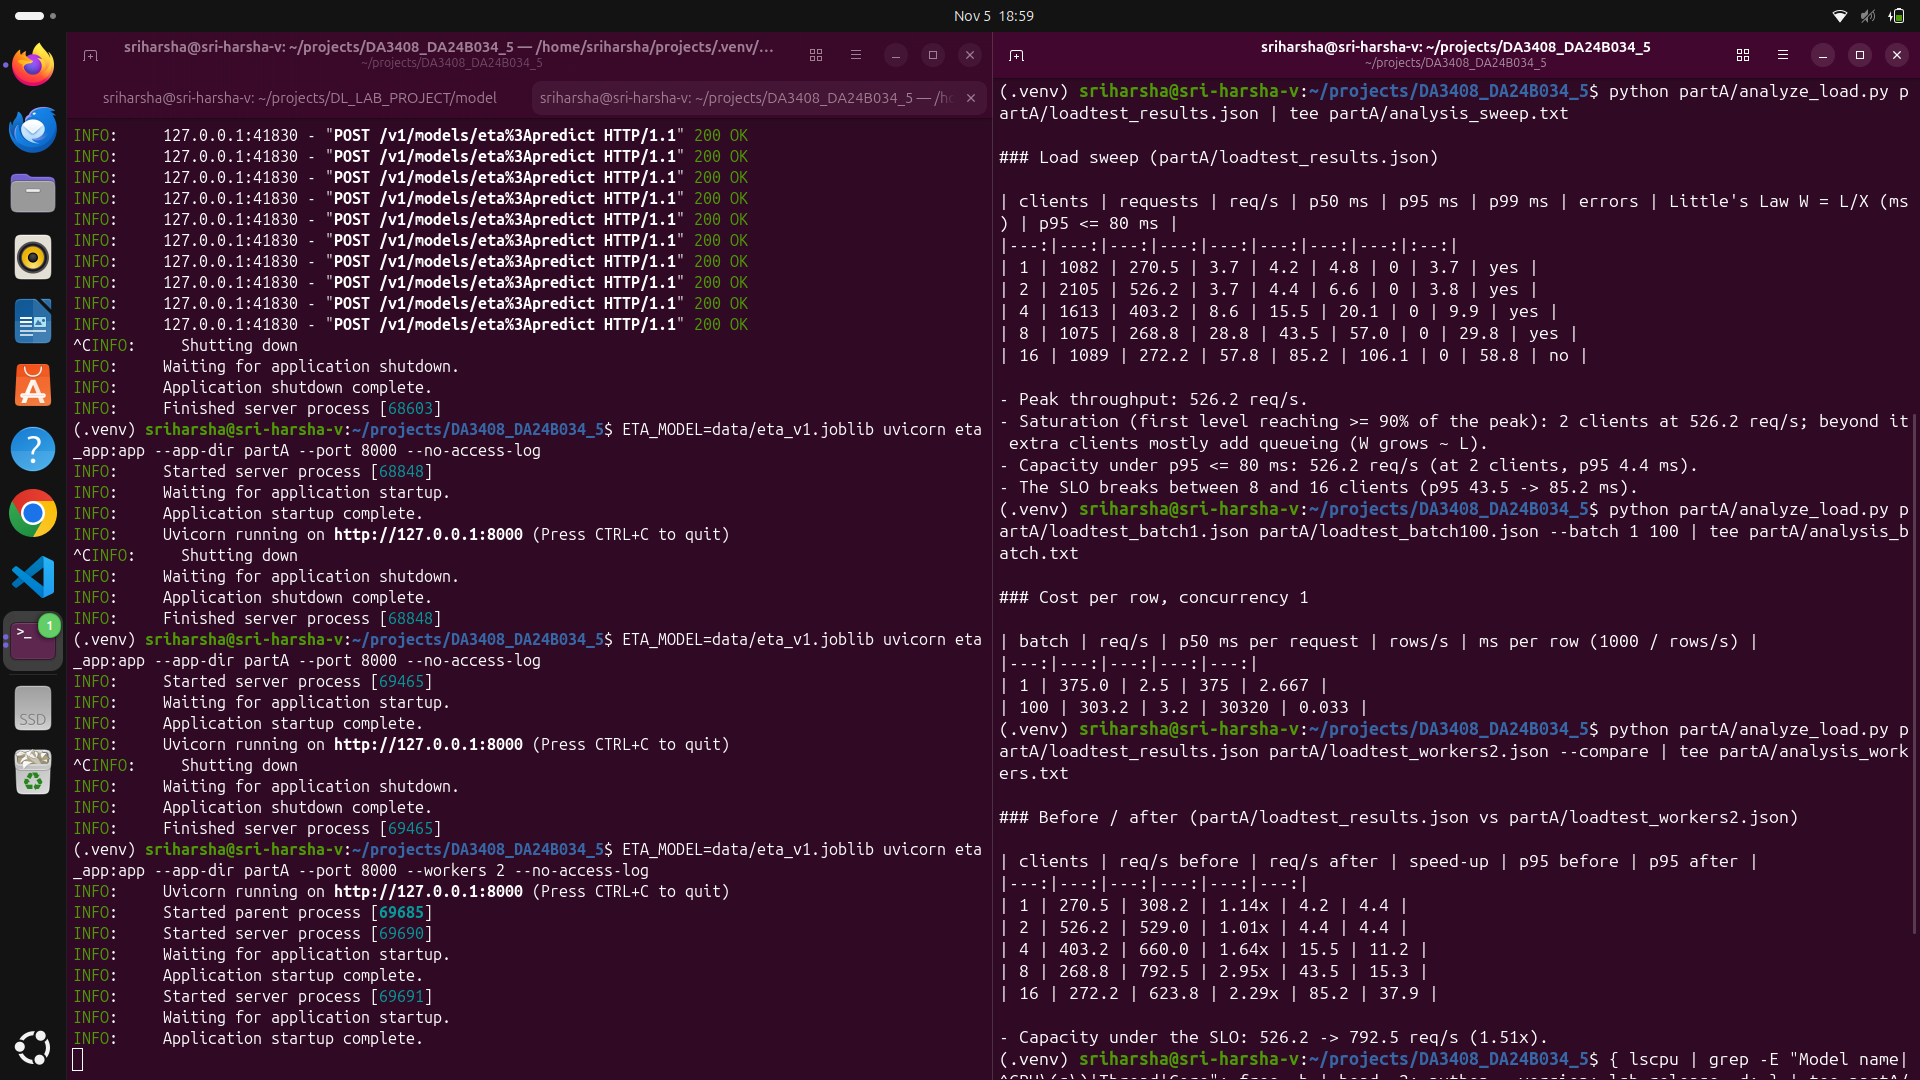 Nov 5 18:59
sriharsha@sri-harsha-v: ~/projects/DA3408_DA24B034_5 — /home/sriharsha/projects/.venv/…
~/projects/DA3408_DA24B034_5
sriharsha@sri-harsha-v: ~/projects/DL_LAB_PROJECT/model
sriharsha@sri-harsha-v: ~/projects/DA3408_DA24B034_5 — /h
INFO: 127.0.0.1:41830 - "POST /v1/models/eta%3Apredict HTTP/1.1" 200 OK
INFO: 127.0.0.1:41830 - "POST /v1/models/eta%3Apredict HTTP/1.1" 200 OK
INFO: 127.0.0.1:41830 - "POST /v1/models/eta%3Apredict HTTP/1.1" 200 OK
INFO: 127.0.0.1:41830 - "POST /v1/models/eta%3Apredict HTTP/1.1" 200 OK
INFO: 127.0.0.1:41830 - "POST /v1/models/eta%3Apredict HTTP/1.1" 200 OK
INFO: 127.0.0.1:41830 - "POST /v1/models/eta%3Apredict HTTP/1.1" 200 OK
INFO: 127.0.0.1:41830 - "POST /v1/models/eta%3Apredict HTTP/1.1" 200 OK
INFO: 127.0.0.1:41830 - "POST /v1/models/eta%3Apredict HTTP/1.1" 200 OK
INFO: 127.0.0.1:41830 - "POST /v1/models/eta%3Apredict HTTP/1.1" 200 OK
INFO: 127.0.0.1:41830 - "POST /v1/models/eta%3Apredict HTTP/1.1" 200 OK
^CINFO: Shutting down
INFO: Waiting for application shutdown.
INFO: Application shutdown complete.
INFO: Finished server process [68603]
(.venv) sriharsha@sri-harsha-v:~/projects/DA3408_DA24B034_5$ ETA_MODEL=data/eta_v1.joblib uvicorn eta
_app:app --app-dir partA --port 8000 --no-access-log
INFO: Started server process [68848]
INFO: Waiting for application startup.
INFO: Application startup complete.
INFO: Uvicorn running on http://127.0.0.1:8000 (Press CTRL+C to quit)
^CINFO: Shutting down
INFO: Waiting for application shutdown.
INFO: Application shutdown complete.
INFO: Finished server process [68848]
(.venv) sriharsha@sri-harsha-v:~/projects/DA3408_DA24B034_5$ ETA_MODEL=data/eta_v1.joblib uvicorn eta
_app:app --app-dir partA --port 8000 --no-access-log
INFO: Started server process [69465]
INFO: Waiting for application startup.
INFO: Application startup complete.
INFO: Uvicorn running on http://127.0.0.1:8000 (Press CTRL+C to quit)
^CINFO: Shutting down
INFO: Waiting for application shutdown.
INFO: Application shutdown complete.
INFO: Finished server process [69465]
(.venv) sriharsha@sri-harsha-v:~/projects/DA3408_DA24B034_5$ ETA_MODEL=data/eta_v1.joblib uvicorn eta
_app:app --app-dir partA --port 8000 --workers 2 --no-access-log
INFO: Uvicorn running on http://127.0.0.1:8000 (Press CTRL+C to quit)
INFO: Started parent process [69685]
INFO: Started server process [69690]
INFO: Waiting for application startup.
INFO: Application startup complete.
INFO: Started server process [69691]
INFO: Waiting for application startup.
INFO: Application startup complete.
1
SSD
sriharsha@sri-harsha-v: ~/projects/DA3408_DA24B034_5
~/projects/DA3408_DA24B034_5
(.venv) sriharsha@sri-harsha-v:~/projects/DA3408_DA24B034_5$ python partA/analyze_load.py p
artA/loadtest_results.json | tee partA/analysis_sweep.txt
### Load sweep (partA/loadtest_results.json)
| clients | requests | req/s | p50 ms | p95 ms | p99 ms | errors | Little's Law W = L/X (ms
) | p95 <= 80 ms |
|---:|---:|---:|---:|---:|---:|---:|---:|:--:|
| 1 | 1082 | 270.5 | 3.7 | 4.2 | 4.8 | 0 | 3.7 | yes |
| 2 | 2105 | 526.2 | 3.7 | 4.4 | 6.6 | 0 | 3.8 | yes |
| 4 | 1613 | 403.2 | 8.6 | 15.5 | 20.1 | 0 | 9.9 | yes |
| 8 | 1075 | 268.8 | 28.8 | 43.5 | 57.0 | 0 | 29.8 | yes |
| 16 | 1089 | 272.2 | 57.8 | 85.2 | 106.1 | 0 | 58.8 | no |
- Peak throughput: 526.2 req/s.
- Saturation (first level reaching >= 90% of the peak): 2 clients at 526.2 req/s; beyond it
extra clients mostly add queueing (W grows ~ L).
- Capacity under p95 <= 80 ms: 526.2 req/s (at 2 clients, p95 4.4 ms).
- The SLO breaks between 8 and 16 clients (p95 43.5 -> 85.2 ms).
(.venv) sriharsha@sri-harsha-v:~/projects/DA3408_DA24B034_5$ python partA/analyze_load.py p
artA/loadtest_batch1.json partA/loadtest_batch100.json --batch 1 100 | tee partA/analysis_b
atch.txt
### Cost per row, concurrency 1
| batch | req/s | p50 ms per request | rows/s | ms per row (1000 / rows/s) |
|---:|---:|---:|---:|---:|
| 1 | 375.0 | 2.5 | 375 | 2.667 |
| 100 | 303.2 | 3.2 | 30320 | 0.033 |
(.venv) sriharsha@sri-harsha-v:~/projects/DA3408_DA24B034_5$ python partA/analyze_load.py p
artA/loadtest_results.json partA/loadtest_workers2.json --compare | tee partA/analysis_work
ers.txt
### Before / after (partA/loadtest_results.json vs partA/loadtest_workers2.json)
| clients | req/s before | req/s after | speed-up | p95 before | p95 after |
|---:|---:|---:|---:|---:|---:|
| 1 | 270.5 | 308.2 | 1.14x | 4.2 | 4.4 |
| 2 | 526.2 | 529.0 | 1.01x | 4.4 | 4.4 |
| 4 | 403.2 | 660.0 | 1.64x | 15.5 | 11.2 |
| 8 | 268.8 | 792.5 | 2.95x | 43.5 | 15.3 |
| 16 | 272.2 | 623.8 | 2.29x | 85.2 | 37.9 |
- Capacity under the SLO: 526.2 -> 792.5 req/s (1.51x).
(.venv) sriharsha@sri-harsha-v:~/projects/DA3408_DA24B034_5$ { lscpu | grep -E "Model name|